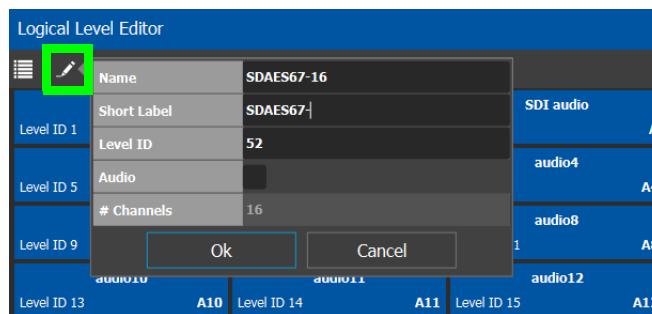 Logical Level Editor
Name SDAES67-16
Short Label SDAES67-
Level ID 52
Audio
# Channels 16
Ok Cancel
SDI audio
Level ID 1
audio4
Level ID 5
audio8
Level ID 9
audio10 audio11 audio12
Level ID 13 A10 Level ID 14 A11 Level ID 15